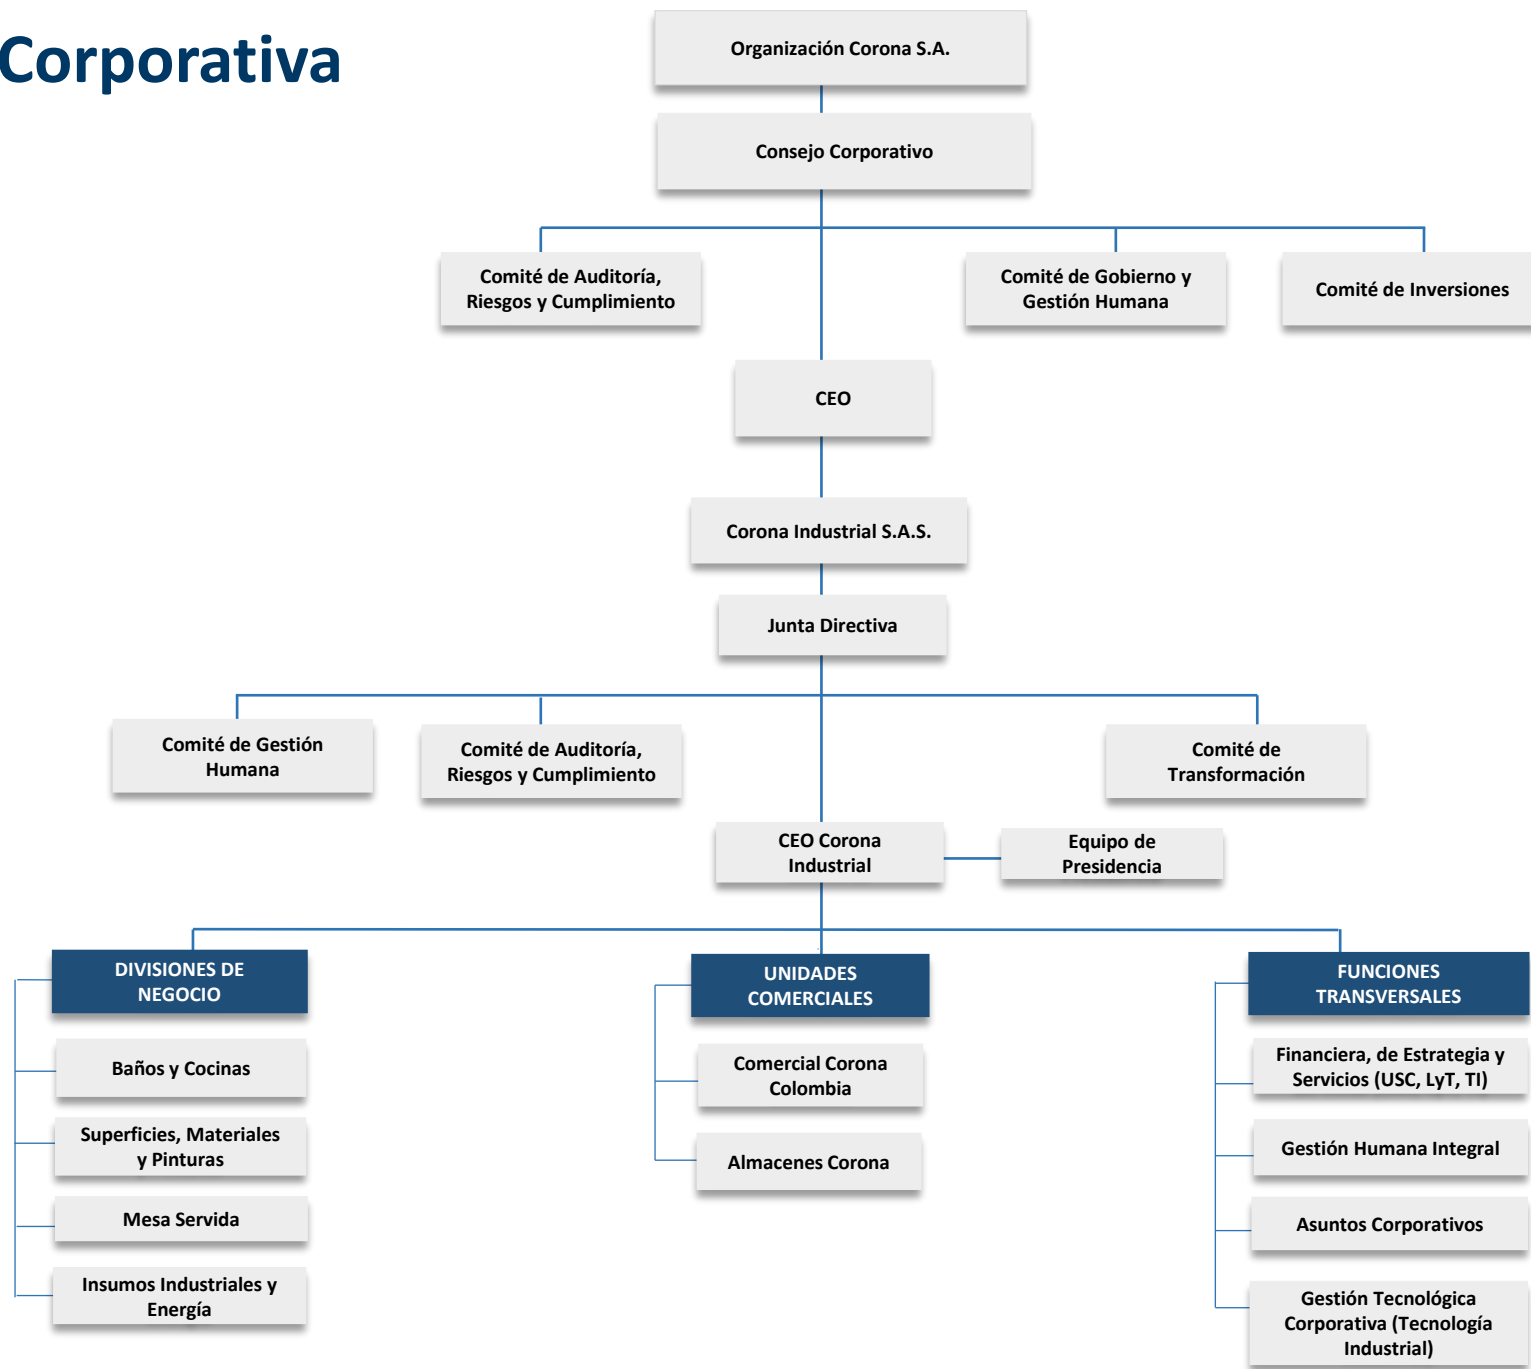 Corporativa
Organización Corona S.A.
Consejo Corporativo
Comité de Auditoría,
Riesgos y Cumplimiento
Comité de Gobierno y
Gestión Humana
Comité de Inversiones
CEO
Corona Industrial S.A.S.
Junta Directiva
Comité de Gestión
Humana
Comité de Auditoría,
Riesgos y Cumplimiento
Comité de
Transformación
CEO Corona
Industrial
Equipo de
Presidencia
DIVISIONES DE
NEGOCIO
Baños y Cocinas
Superficies, Materiales
y Pinturas
Mesa Servida
Insumos Industriales y
Energía
UNIDADES
COMERCIALES
Comercial Corona
Colombia
Almacenes Corona
FUNCIONES
TRANSVERSALES
Financiera, de Estrategia y
Servicios (USC, LyT, TI)
Gestión Humana Integral
Asuntos Corporativos
Gestión Tecnológica
Corporativa (Tecnología
Industrial)